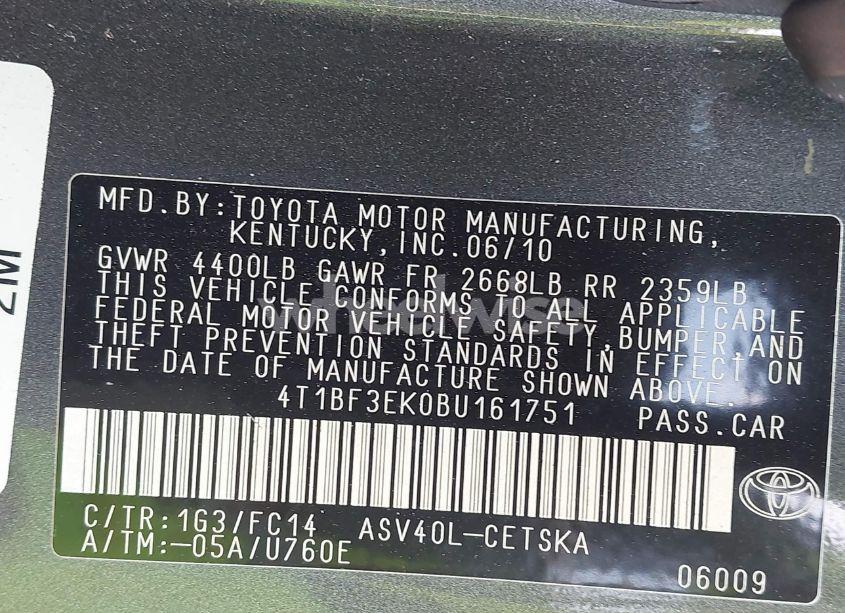 2M
MFD.BY:TOYOTA MOTOR MANUFACTURING,
KENTUCKY,INC.06/10
GVWR 4400LB GAWR FR 2668LB RR 2359LB
THIS VEHICLE CONFORMS TO ALL APPLICABLE
FEDERAL MOTOR VEHICLE SAFETY,BUMPER,AND
THEFT PREVENTION STANDARDS IN EFFECT ON
THE DATE OF MANUFACTURE SHOWN ABOVE.
4T1BF3EK0BU161751 PASS.CAR
C/TR:1G3/FC14 ASV40L-CETSKA
A/TM:-05A/U760E
06009